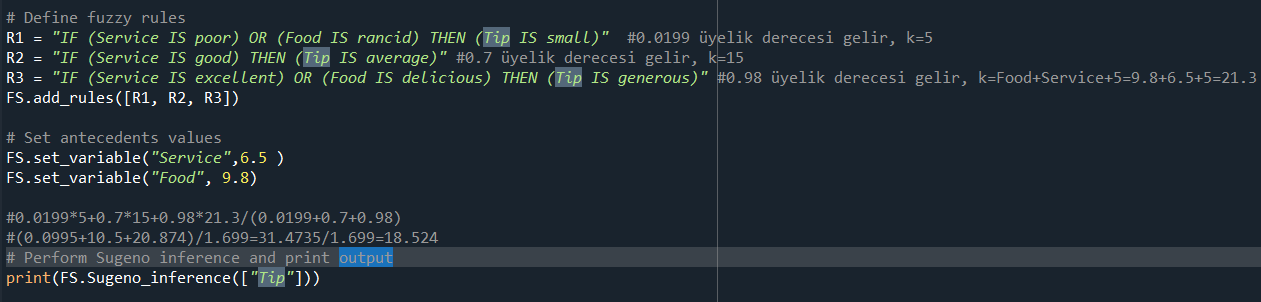 # Define fuzzy rules
R1 = "IF (Service IS poor) OR (Food IS rancid) THEN (Tip IS small)"  #0.0199 üyelik derecesi gelir, k=5
R2 = "IF (Service IS good) THEN (Tip IS average)" #0.7 üyelik derecesi gelir, k=15
R3 = "IF (Service IS excellent) OR (Food IS delicious) THEN (Tip IS generous)" #0.98 üyelik derecesi gelir, k=Food+Service+5=9.8+6.5+5=21.3
FS.add_rules([R1, R2, R3])
# Set antecedents values
FS.set_variable("Service",6.5 )
FS.set_variable("Food", 9.8)
#0.0199*5+0.7*15+0.98*21.3/(0.0199+0.7+0.98)
#(0.0995+10.5+20.874)/1.699=31.4735/1.699=18.524
# Perform Sugeno inference and print output
print(FS.Sugeno_inference(["Tip"]))